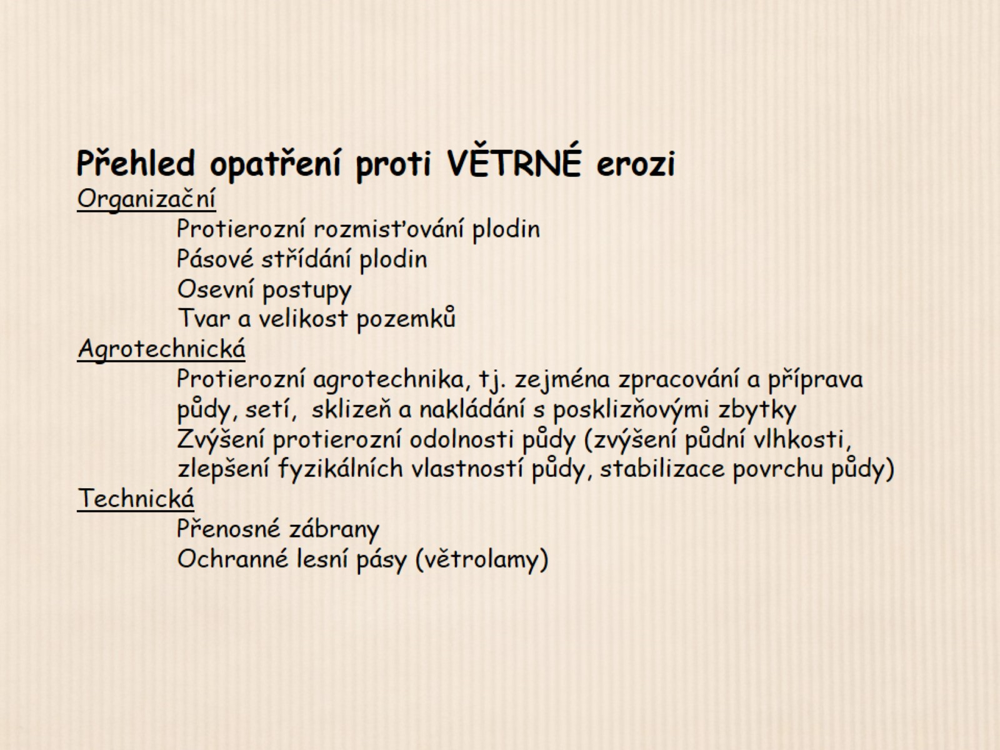 Přehled opatření proti VĚTRNÉ erozi
Organizační
Protierozní rozmisťování plodin
Pásové střídání plodin
Osevní postupy
Tvar a velikost pozemků
Agrotechnická
Protierozní agrotechnika, tj. zejména zpracování a příprava
půdy, setí,  sklizeň a nakládání s posklizňovými zbytky
Zvýšení protierozní odolnosti půdy (zvýšení půdní vlhkosti,
zlepšení fyzikálních vlastností půdy, stabilizace povrchu půdy)
Technická
Přenosné zábrany
Ochranné lesní pásy (větrolamy)